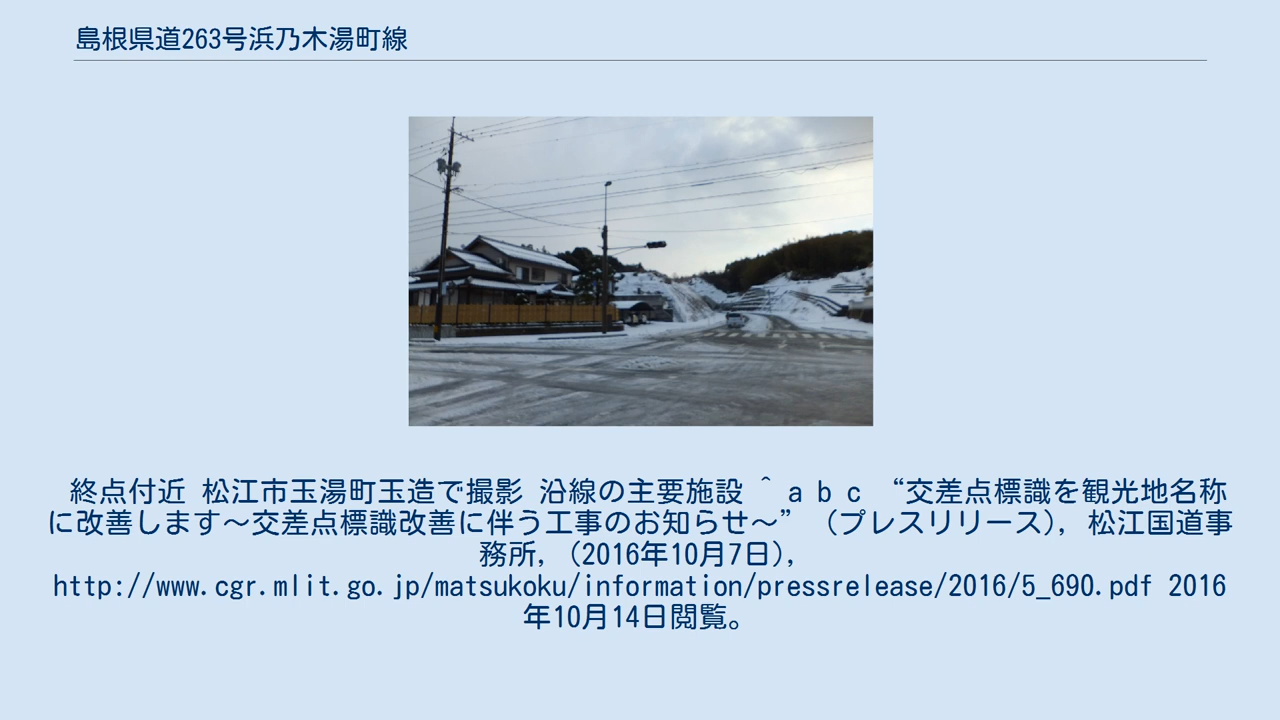 島根県道263号浜乃木湯町線
終点付近 松江市玉湯町玉造で撮影 沿線の主要施設 ^ a b c “交差点標識を観光地名称
に改善します～交差点標識改善に伴う工事のお知らせ～” (プレスリリース), 松江国道事
務所, (2016年10月7日),
http://www.cgr.mlit.go.jp/matsukoku/information/pressrelease/2016/5_690.pdf 2016
年10月14日閲覧。